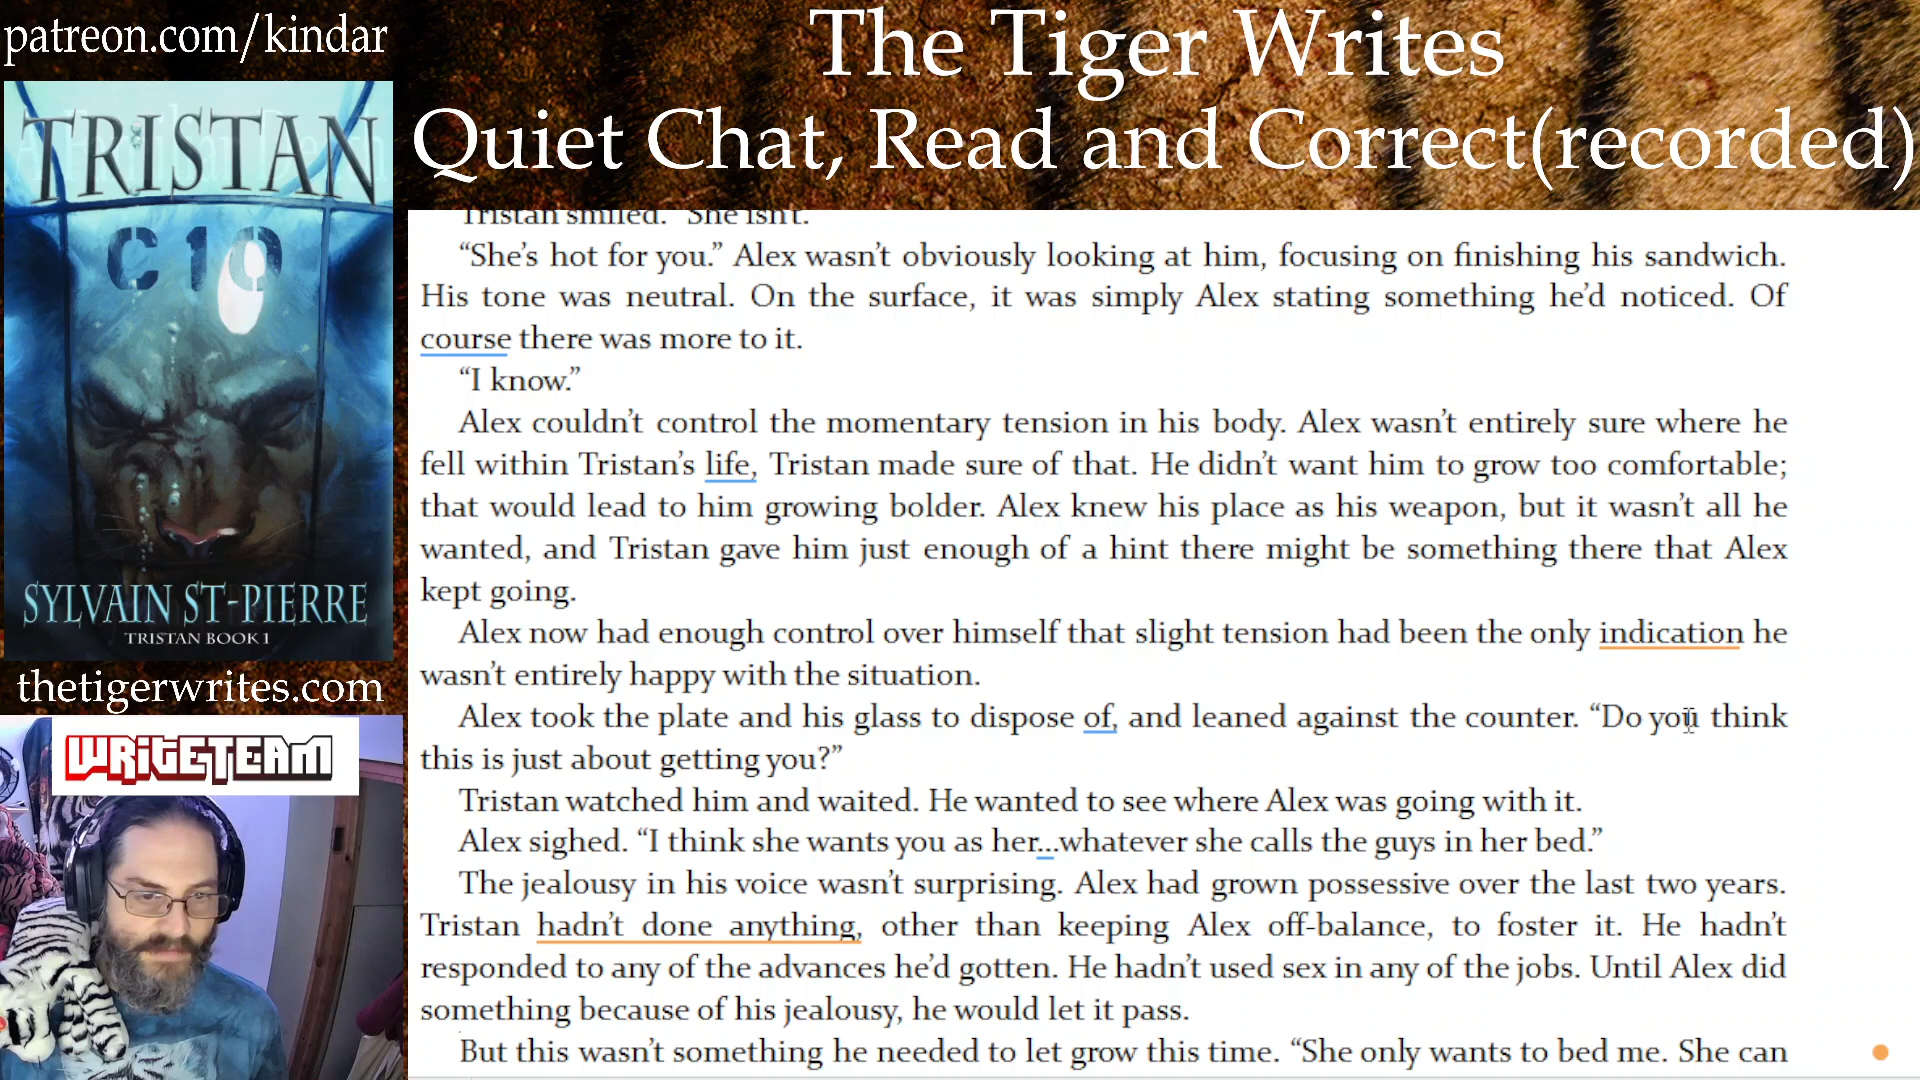 patreon.com/kindar
The Tiger Writes
Quiet Chat, Read and Correct(recorded)
TRISTAN
C10
SYLVAIN ST-PIERRE
TRISTAN BOOK 1
thetigerwrites.com
WRITETEAM
Tristan smiled. “She isn’t.
“She’s hot for you.” Alex wasn’t obviously looking at him, focusing on finishing his sandwich.
His tone was neutral. On the surface, it was simply Alex stating something he’d noticed. Of
course there was more to it.
“I know.”
Alex couldn’t control the momentary tension in his body. Alex wasn’t entirely sure where he
fell within Tristan’s life, Tristan made sure of that. He didn’t want him to grow too comfortable;
that would lead to him growing bolder. Alex knew his place as his weapon, but it wasn’t all he
wanted, and Tristan gave him just enough of a hint there might be something there that Alex
kept going.
Alex now had enough control over himself that slight tension had been the only indication he
wasn’t entirely happy with the situation.
Alex took the plate and his glass to dispose of, and leaned against the counter. “Do you think
this is just about getting you?”
Tristan watched him and waited. He wanted to see where Alex was going with it.
Alex sighed. “I think she wants you as her...whatever she calls the guys in her bed.”
The jealousy in his voice wasn’t surprising. Alex had grown possessive over the last two years.
Tristan hadn’t done anything, other than keeping Alex off-balance, to foster it. He hadn’t
responded to any of the advances he’d gotten. He hadn’t used sex in any of the jobs. Until Alex did
something because of his jealousy, he would let it pass.
But this wasn’t something he needed to let grow this time. “She only wants to bed me. She can